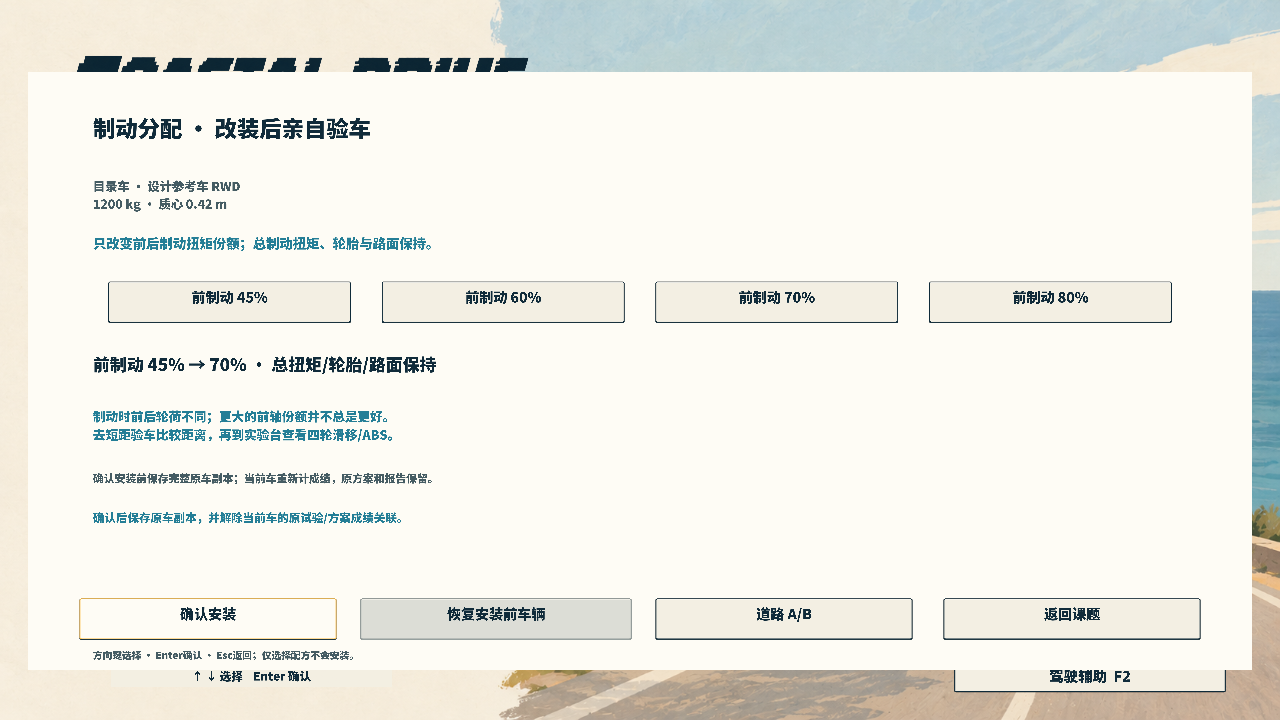 COASTAL DRIVE
制动分配 · 改装后亲自验车
目录车 · 设计参考车 RWD
1200 kg · 质心 0.42 m
只改变前后制动扭矩份额；总制动扭矩、轮胎与路面保持。
前制动 45%
前制动 60%
前制动 70%
前制动 80%
前制动 45% → 70% · 总扭矩/轮胎/路面保持
制动时前后轮荷不同；更大的前轴份额并不总是更好。
去短距验车比较距离，再到实验台查看四轮滑移/ABS。
确认安装前保存完整原车副本；当前车重新计成绩，原方案和报告保留。
确认后保存原车副本，并解除当前车的原试验/方案成绩关联。
确认安装
恢复安装前车辆
道路 A/B
返回课题
方向键选择 · Enter确认 · Esc返回；仅选择配方不会安装。
↑ ↓ 选择 Enter 确认
驾驶辅助 F2